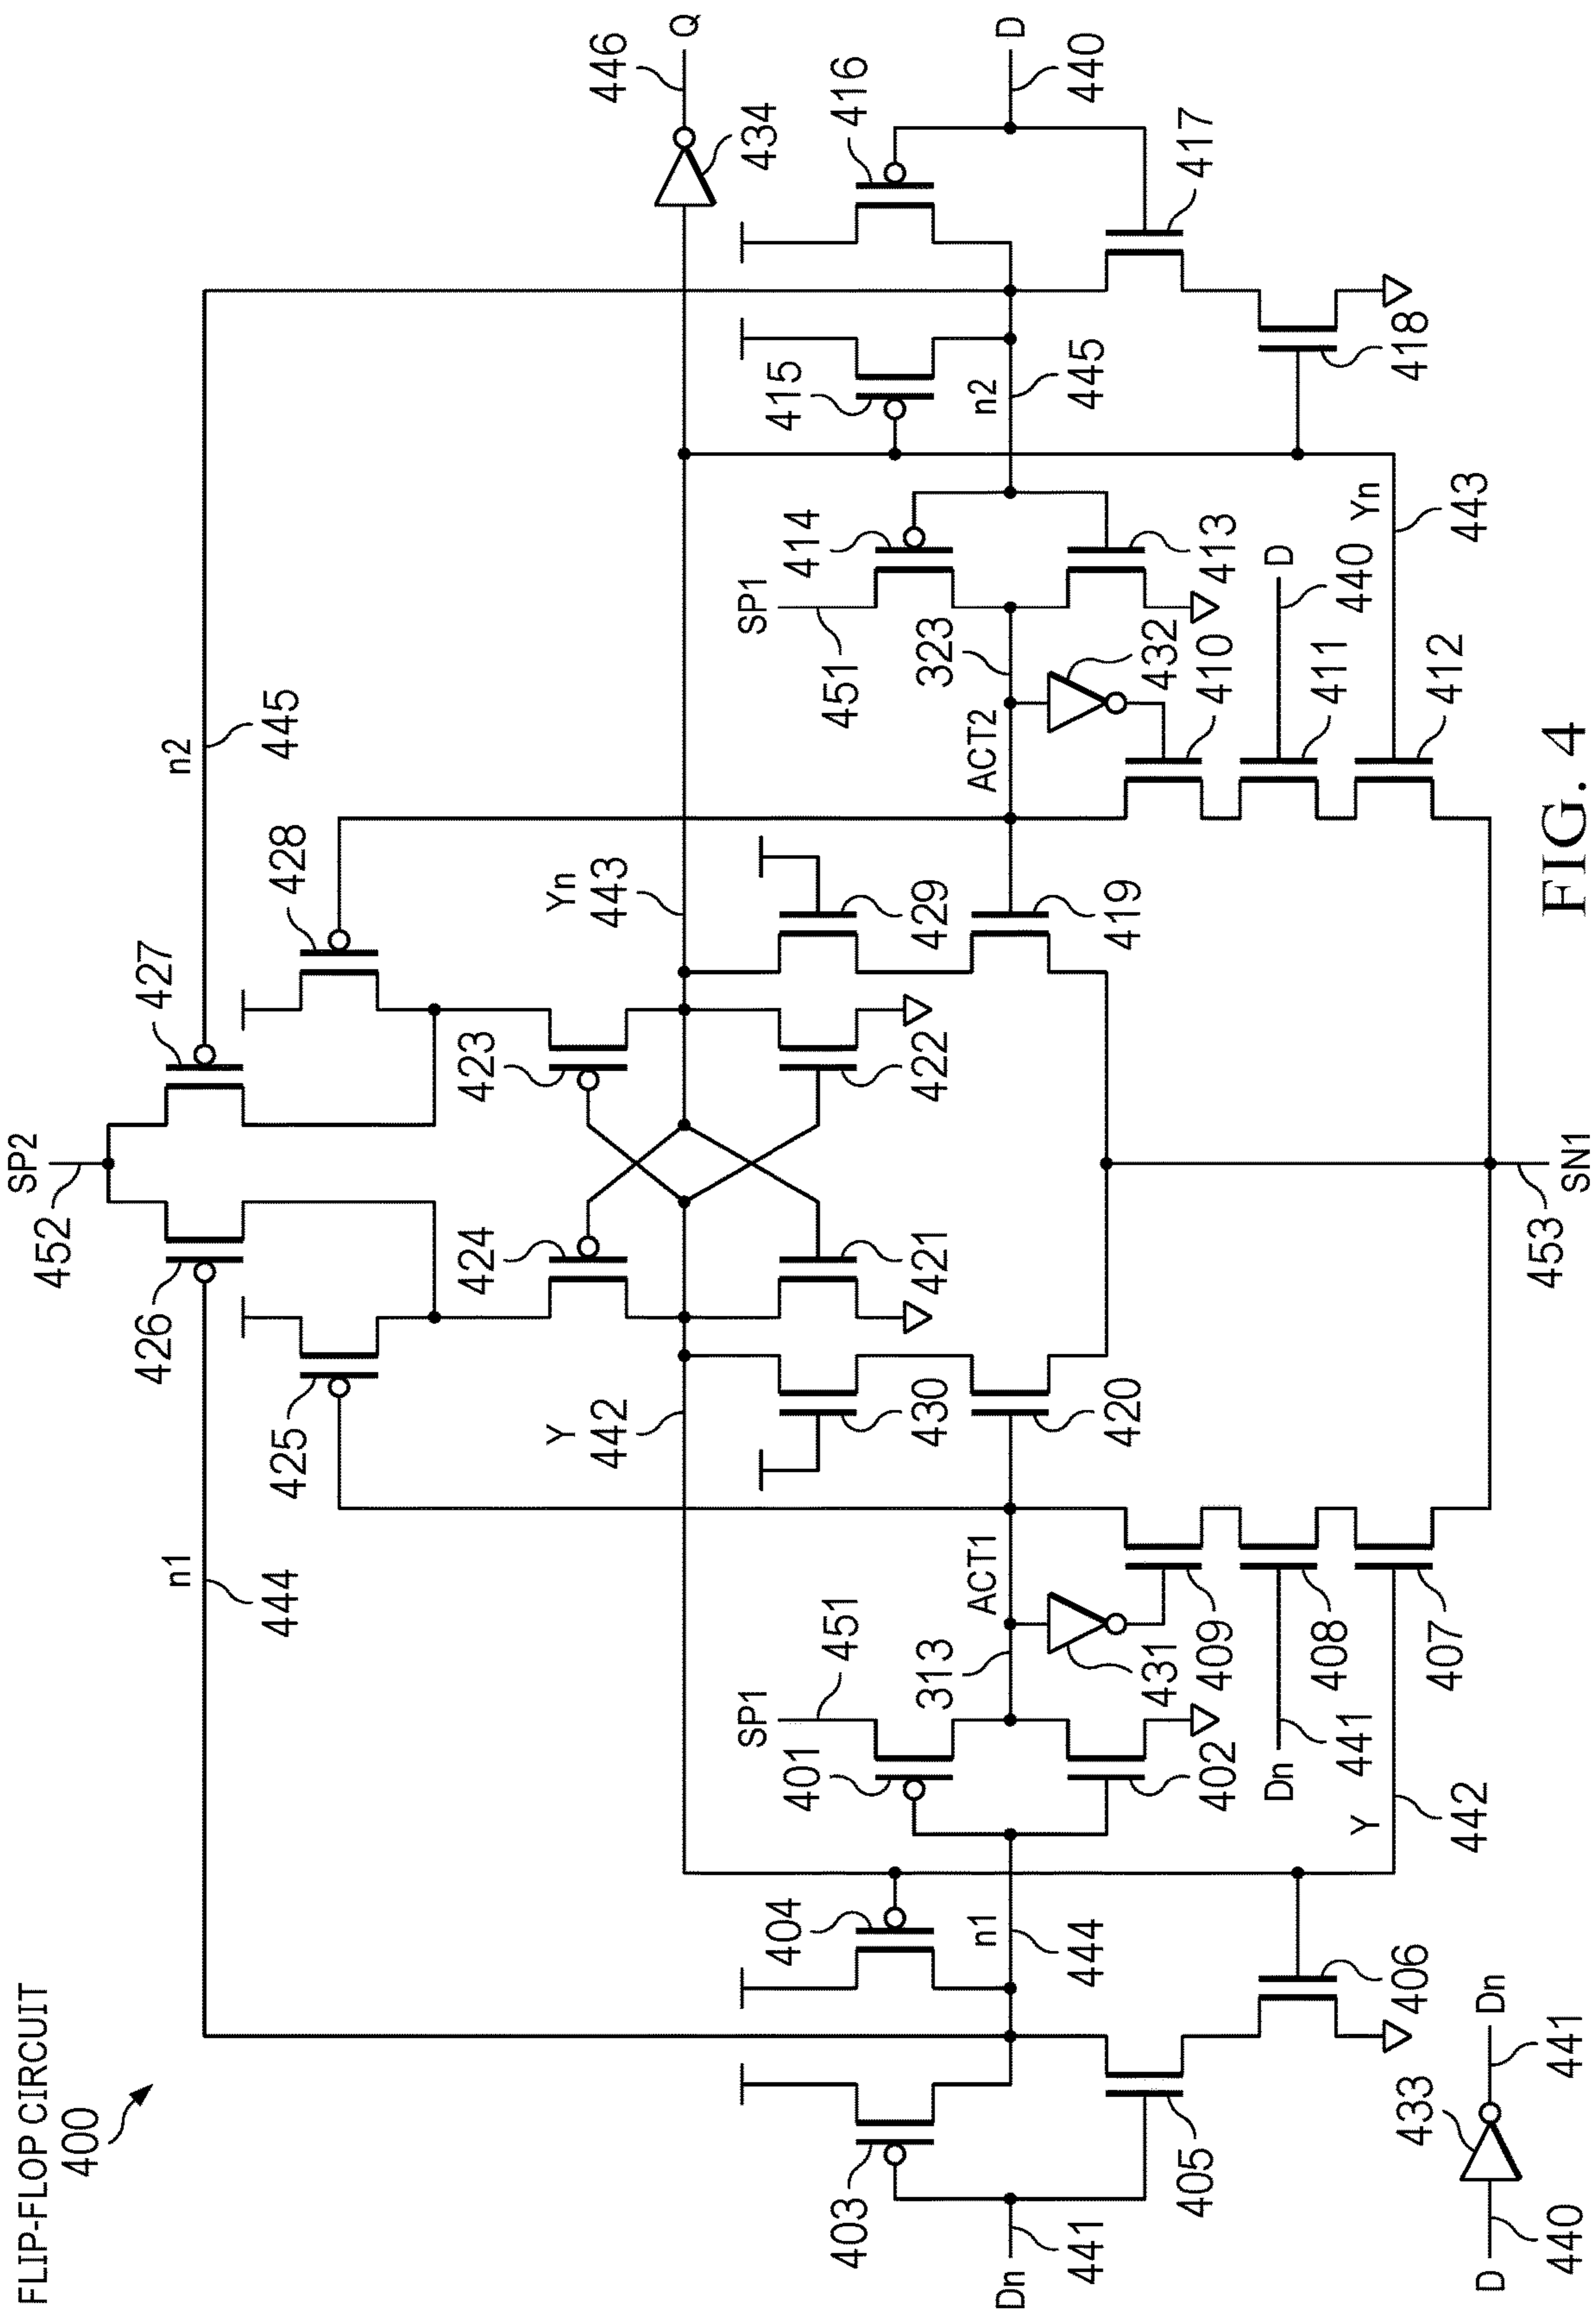 FLIP-FLOP CIRCUIT
400
SP2
452
426
427
n1
444
n2
445
425
428
424
423
446
Q
434
Y
442
Yn
443
421
422
430
429
420
419
SP1
451
401
402
313
ACT1
431
409
408
407
Dn
441
Y
442
404
403
n1
444
Dn
441
405
406
SP1
451
414
413
323
ACT2
432
410
411
412
D
440
Yn
443
415
416
n2
445
D
440
417
418
D
440
433
Dn
441
453
SN1
FIG. 4